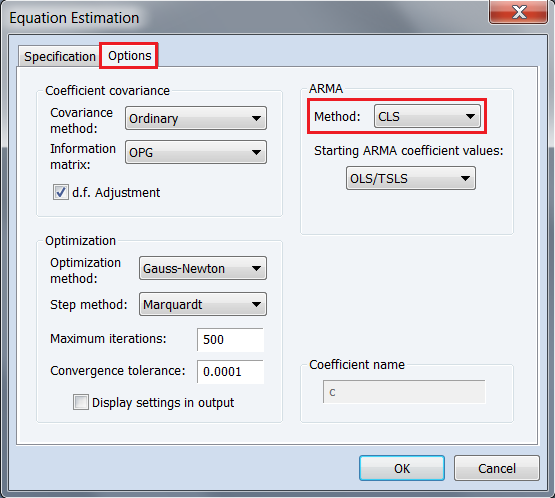 Equation Estimation
Specification
Options
Coefficient covariance
Covariance
method:
Ordinary
Information
matrix:
OPG
d.f. Adjustment
ARMA
Method:
CLS
Starting ARMA coefficient values:
OLS/TSLS
Optimization
Optimization
method:
Gauss-Newton
Step method:
Marquardt
Maximum iterations:
500
Convergence tolerance:
0.0001
Display settings in output
Coefficient name
c
OK
Cancel